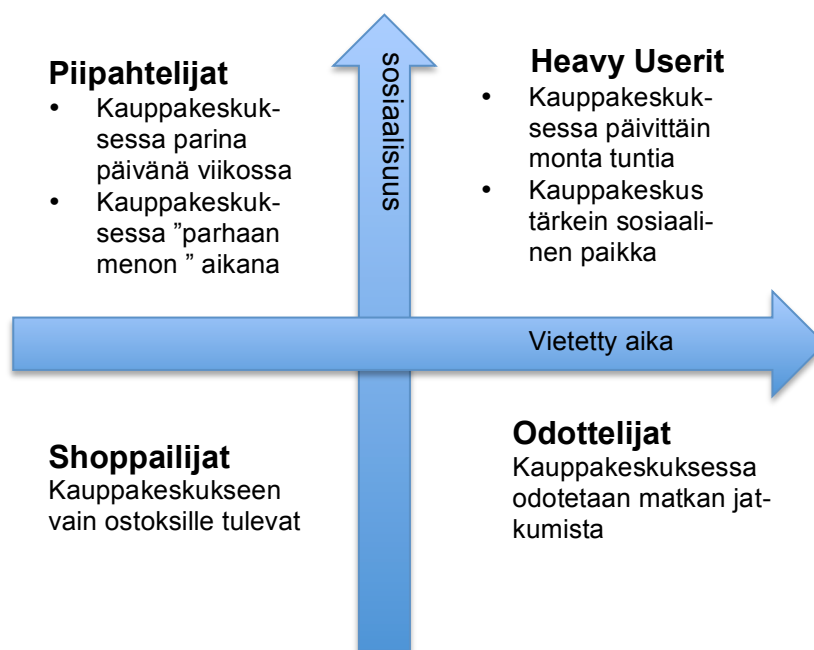 Piipahtelijat
• Kauppakeskuk-
sessa parina
päivänä viikossa
• Kauppakeskuk-
sessa ”parhaan
menon ” aikana
sosiaalisuus
Heavy Userit
• Kauppakeskuk-
sessa päivittäin
monta tuntia
• Kauppakeskus
tärkein sosiaali-
nen paikka
Vietetty aika
Shoppailijat
Kauppakeskukseen
vain ostoksille tulevat
Odottelijat
Kauppakeskuksessa
odotetaan matkan jat-
kumista